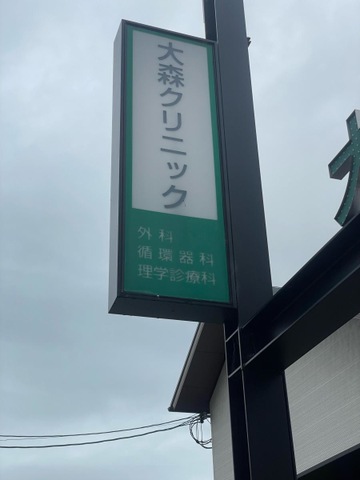 大森クリニック
外科
循環器科
理学診療科